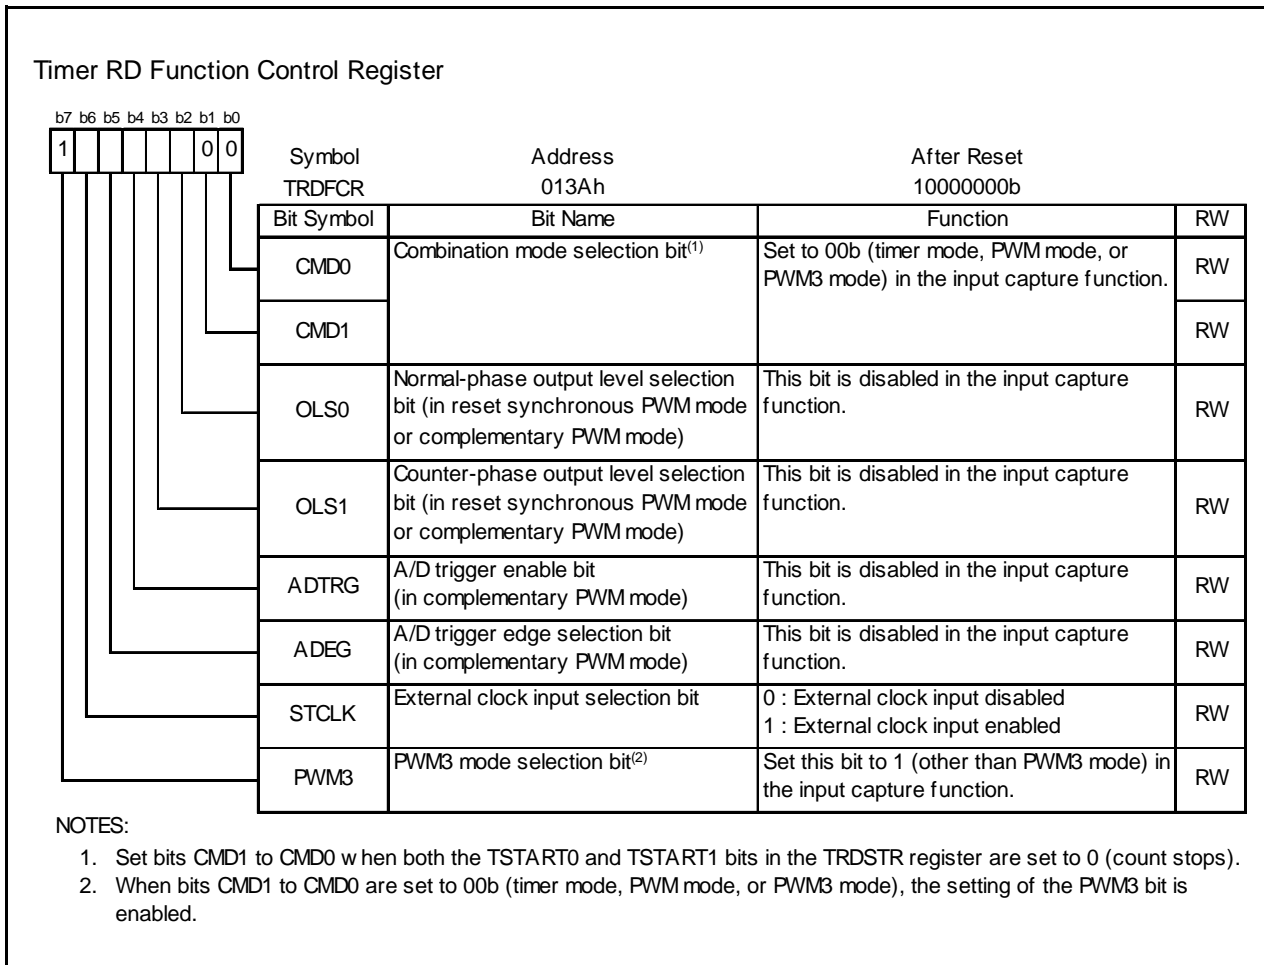 Timer RD Function Control Register
b7 b6 b5 b4 b3 b2 b1 b0
1 0 0
Symbol Address After Reset
TRDFCR 013Ah 10000000b
Bit Symbol Bit Name Function RW
CMD0 Combination mode selection bit(1) Set to 00b (timer mode, PWM mode, or
PWM3 mode) in the input capture function. RW
CMD1 RW
OLS0 Normal-phase output level selection This bit is disabled in the input capture
bit (in reset synchronous PWM mode function. RW
or complementary PWM mode)
OLS1 Counter-phase output level selection This bit is disabled in the input capture
bit (in reset synchronous PWM mode function. RW
or complementary PWM mode)
ADTRG A/D trigger enable bit This bit is disabled in the input capture
(in complementary PWM mode) function. RW
ADEG A/D trigger edge selection bit This bit is disabled in the input capture
(in complementary PWM mode) function. RW
STCLK External clock input selection bit 0 : External clock input disabled
1 : External clock input enabled RW
PWM3 PWM3 mode selection bit(2) Set this bit to 1 (other than PWM3 mode) in
the input capture function. RW
NOTES:
1. Set bits CMD1 to CMD0 w hen both the TSTART0 and TSTART1 bits in the TRDSTR register are set to 0 (count stops).
2. When bits CMD1 to CMD0 are set to 00b (timer mode, PWM mode, or PWM3 mode), the setting of the PWM3 bit is
enabled.